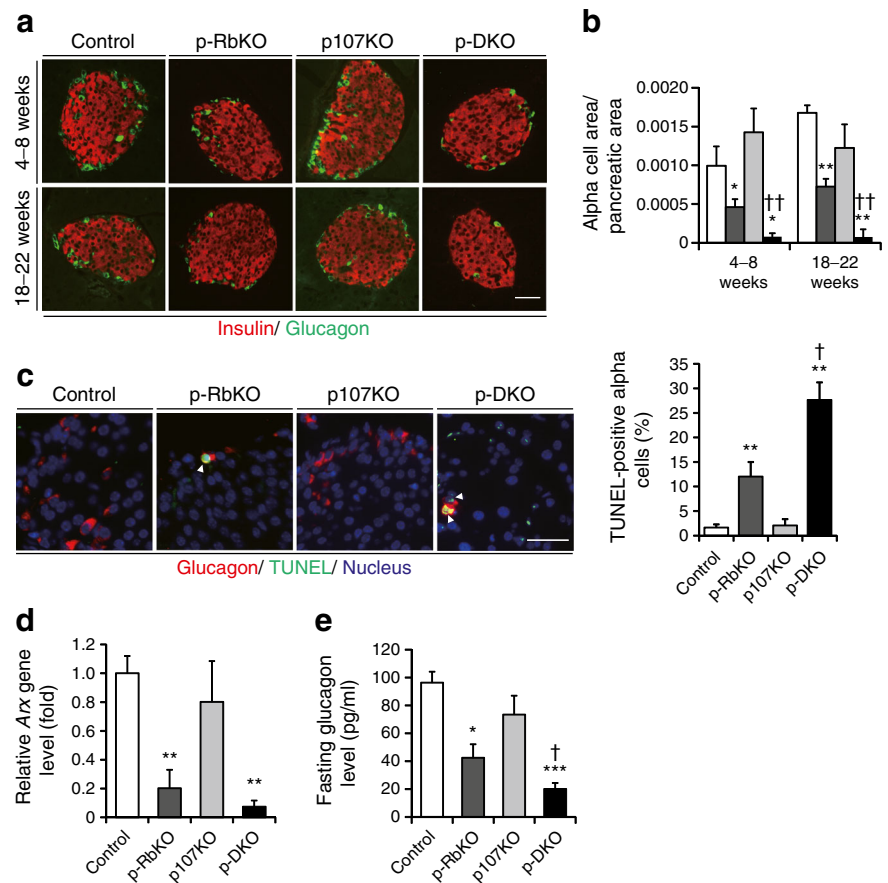 a
Control p-RbKO p107KO p-DKO
4–8 weeks
18–22 weeks
Insulin/ Glucagon
b
Alpha cell area/
pancreatic area
0.0020
0.0015
0.0010
0.0005
0
* †† *
** †† **
4–8 weeks
18–22 weeks
c
Control p-RbKO p107KO p-DKO
Glucagon/ TUNEL/ Nucleus
TUNEL-positive alpha
cells (%)
35
30
25
20
15
10
5
0
**
†
**
Control p-RbKO p107KO p-DKO
d
Relative Arx gene
level (fold)
1.2
1.0
0.8
0.6
0.4
0.2
0
** **
Control p-RbKO p107KO p-DKO
e
Fasting glucagon
level (pg/ml)
120
100
80
60
40
20
0
*
†
***
Control p-RbKO p107KO p-DKO